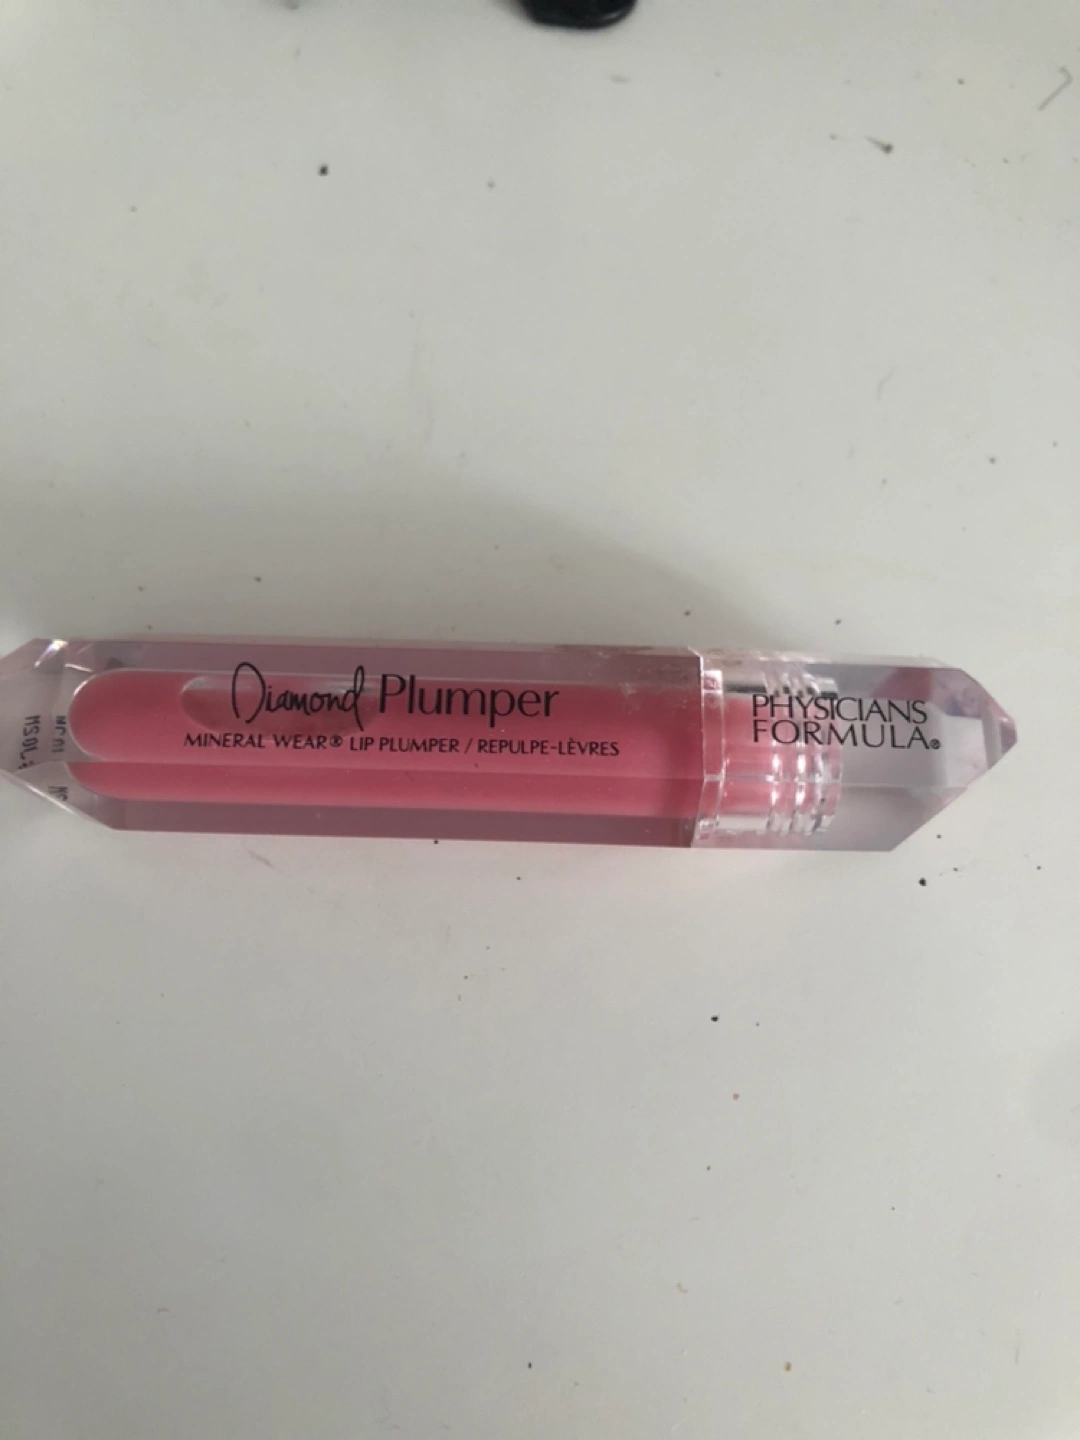 Diamond Plumper
MINERAL WEAR® LIP PLUMPER / REPULPE-LÈVRES
PHYSICIANS
FORMULA®